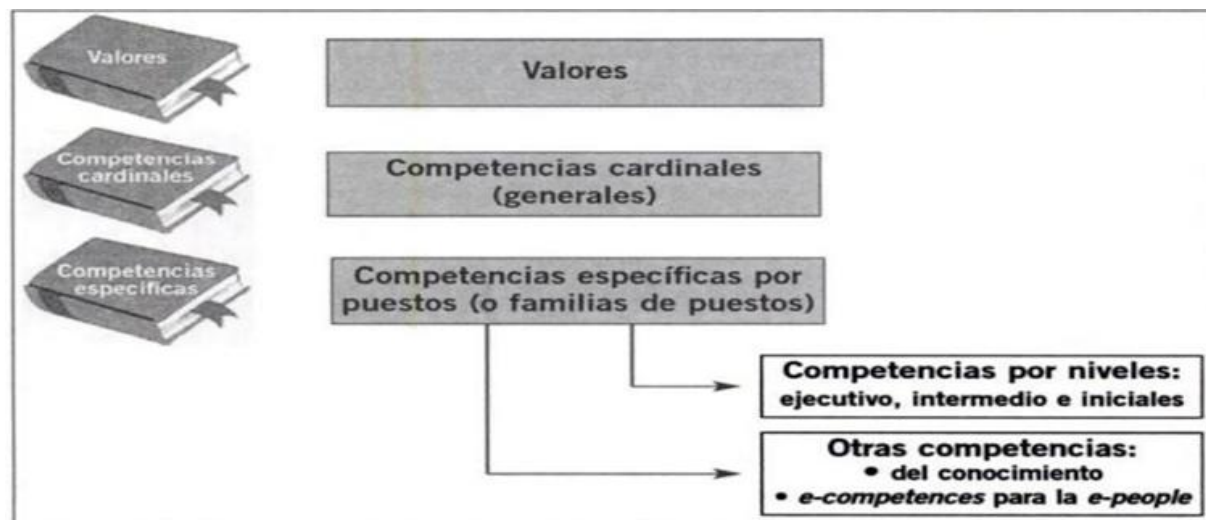 Valores
Valores
Competencias
cardinales
Competencias cardinales
(generales)
Competencias
específicas
Competencias específicas por
puestos (o familias de puestos)
Competencias por niveles:
ejecutivo, intermedio e iniciales
Otras competencias:
• del conocimiento
• e-competences para la e-people